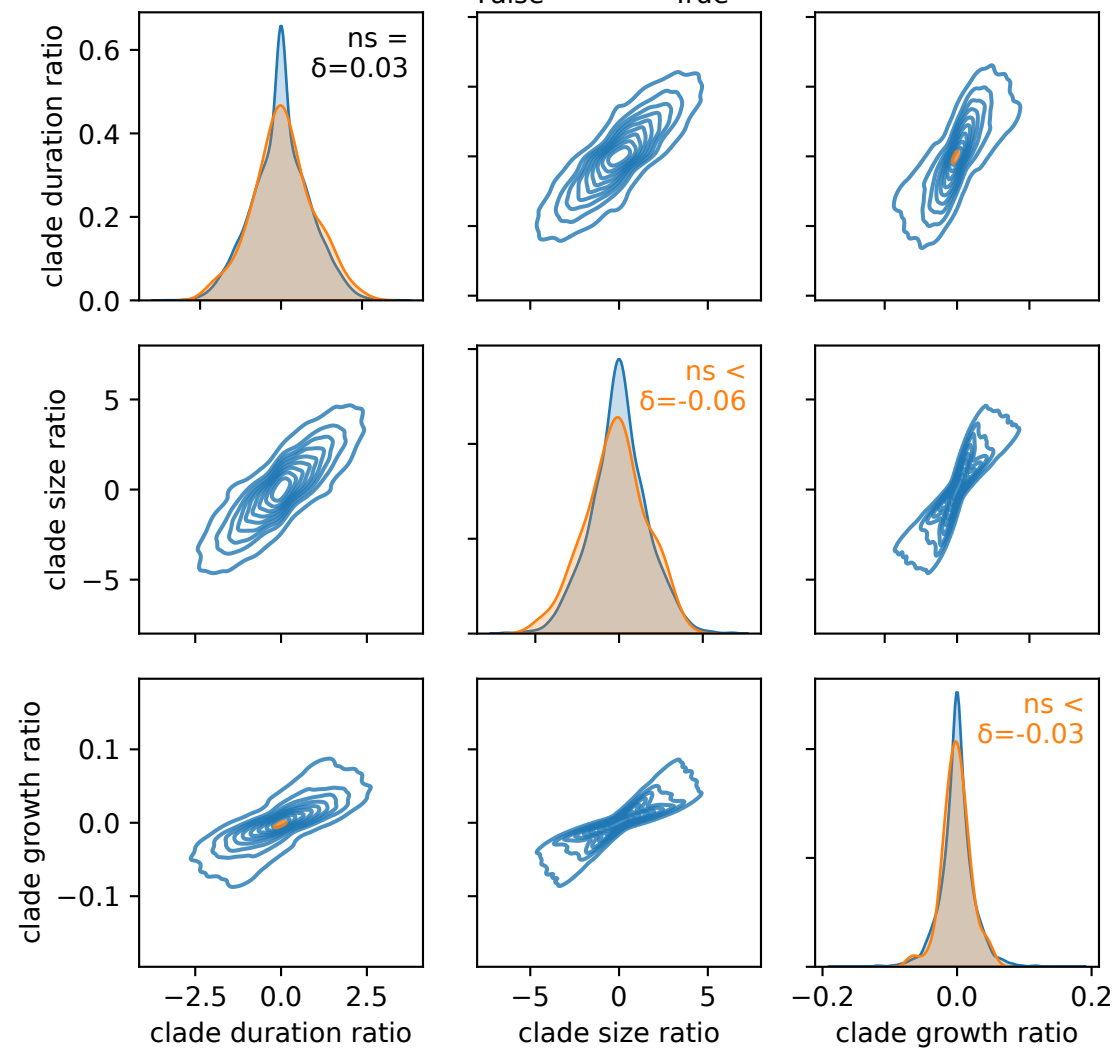 clade duration ratio
0.6
0.4
0.2
0.0
ns =
δ=0.03
clade size ratio
5
0
−5
ns <
δ=-0.06
clade growth ratio
0.1
0.0
−0.1
ns <
δ=-0.03
−2.5 0.0 2.5
−5 0 5
−0.2 0.0 0.2
clade duration ratio
clade size ratio
clade growth ratio